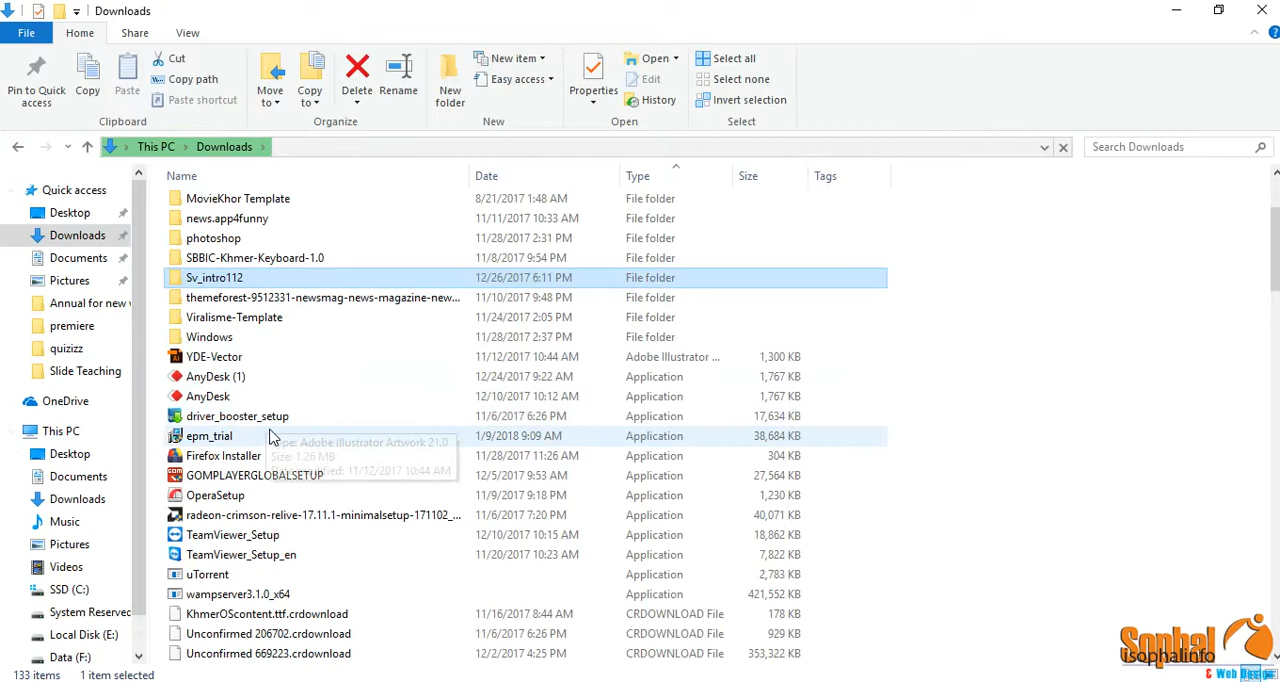 Downloads
File Home Share View
Pin to Quick access
Copy
Paste
Cut
Copy path
Paste shortcut
Clipboard
Move to
Copy to
Delete
Rename
Organize
New folder
New item
Easy access
New
Properties
Open
Edit
History
Open
Select all
Select none
Invert selection
Select
This PC Downloads
Search Downloads
Name Date Type Size Tags
Quick access
Desktop
Downloads
Documents
Pictures
Annual for new
premiere
quizizz
Slide Teaching
OneDrive
This PC
Desktop
Documents
Downloads
Music
Pictures
Videos
SSD (C:)
System Reserved
Local Disk (E:)
Data (F:)
MovieKhor Template 8/21/2017 1:48 AM File folder
news.app4funny 11/11/2017 10:33 AM File folder
photoshop 11/28/2017 2:31 PM File folder
SBBIC-Khmer-Keyboard-1.0 11/8/2017 9:54 PM File folder
Sv_intro112 12/26/2017 6:11 PM File folder
themeforest-9512331-newsmag-news-magazine-new... 11/10/2017 9:48 PM File folder
Viralisme-Template 11/24/2017 2:05 PM File folder
Windows 11/28/2017 2:37 PM File folder
YDE-Vector 11/12/2017 10:44 AM Adobe Illustrator ... 1,300 KB
AnyDesk (1) 12/24/2017 9:22 AM Application 1,767 KB
AnyDesk 12/10/2017 10:12 AM Application 1,767 KB
driver_booster_setup 11/6/2017 6:26 PM Application 17,634 KB
epm_trial 1/9/2018 9:09 AM Application 38,684 KB
Firefox Installer 11/28/2017 11:26 AM Application 304 KB
GOMPLAYERGLOBALSETUP 12/5/2017 9:53 AM Application 27,564 KB
OperaSetup 11/9/2017 9:18 PM Application 1,230 KB
radeon-crimson-relive-17.11.1-minimalsetup-171102_... 11/6/2017 7:20 PM Application 40,071 KB
TeamViewer_Setup 12/10/2017 10:15 AM Application 18,862 KB
TeamViewer_Setup_en 11/20/2017 10:23 AM Application 7,822 KB
uTorrent Application 2,783 KB
wampserver3.1.0_x64 Application 421,552 KB
KhmerOScontent.ttf.crdownload 11/16/2017 8:44 AM CRDOWNLOAD File 178 KB
Unconfirmed 206702.crdownload 11/6/2017 6:26 PM CRDOWNLOAD File 929 KB
Unconfirmed 669223.crdownload 12/2/2017 4:25 PM CRDOWNLOAD File 353,322 KB
Type: Adobe Illustrator Artwork 21.0
Size: 1.26 MB
Date modified: 11/12/2017 10:44 AM
133 items 1 item selected
Sophal
lisophalinfo
& Web Design